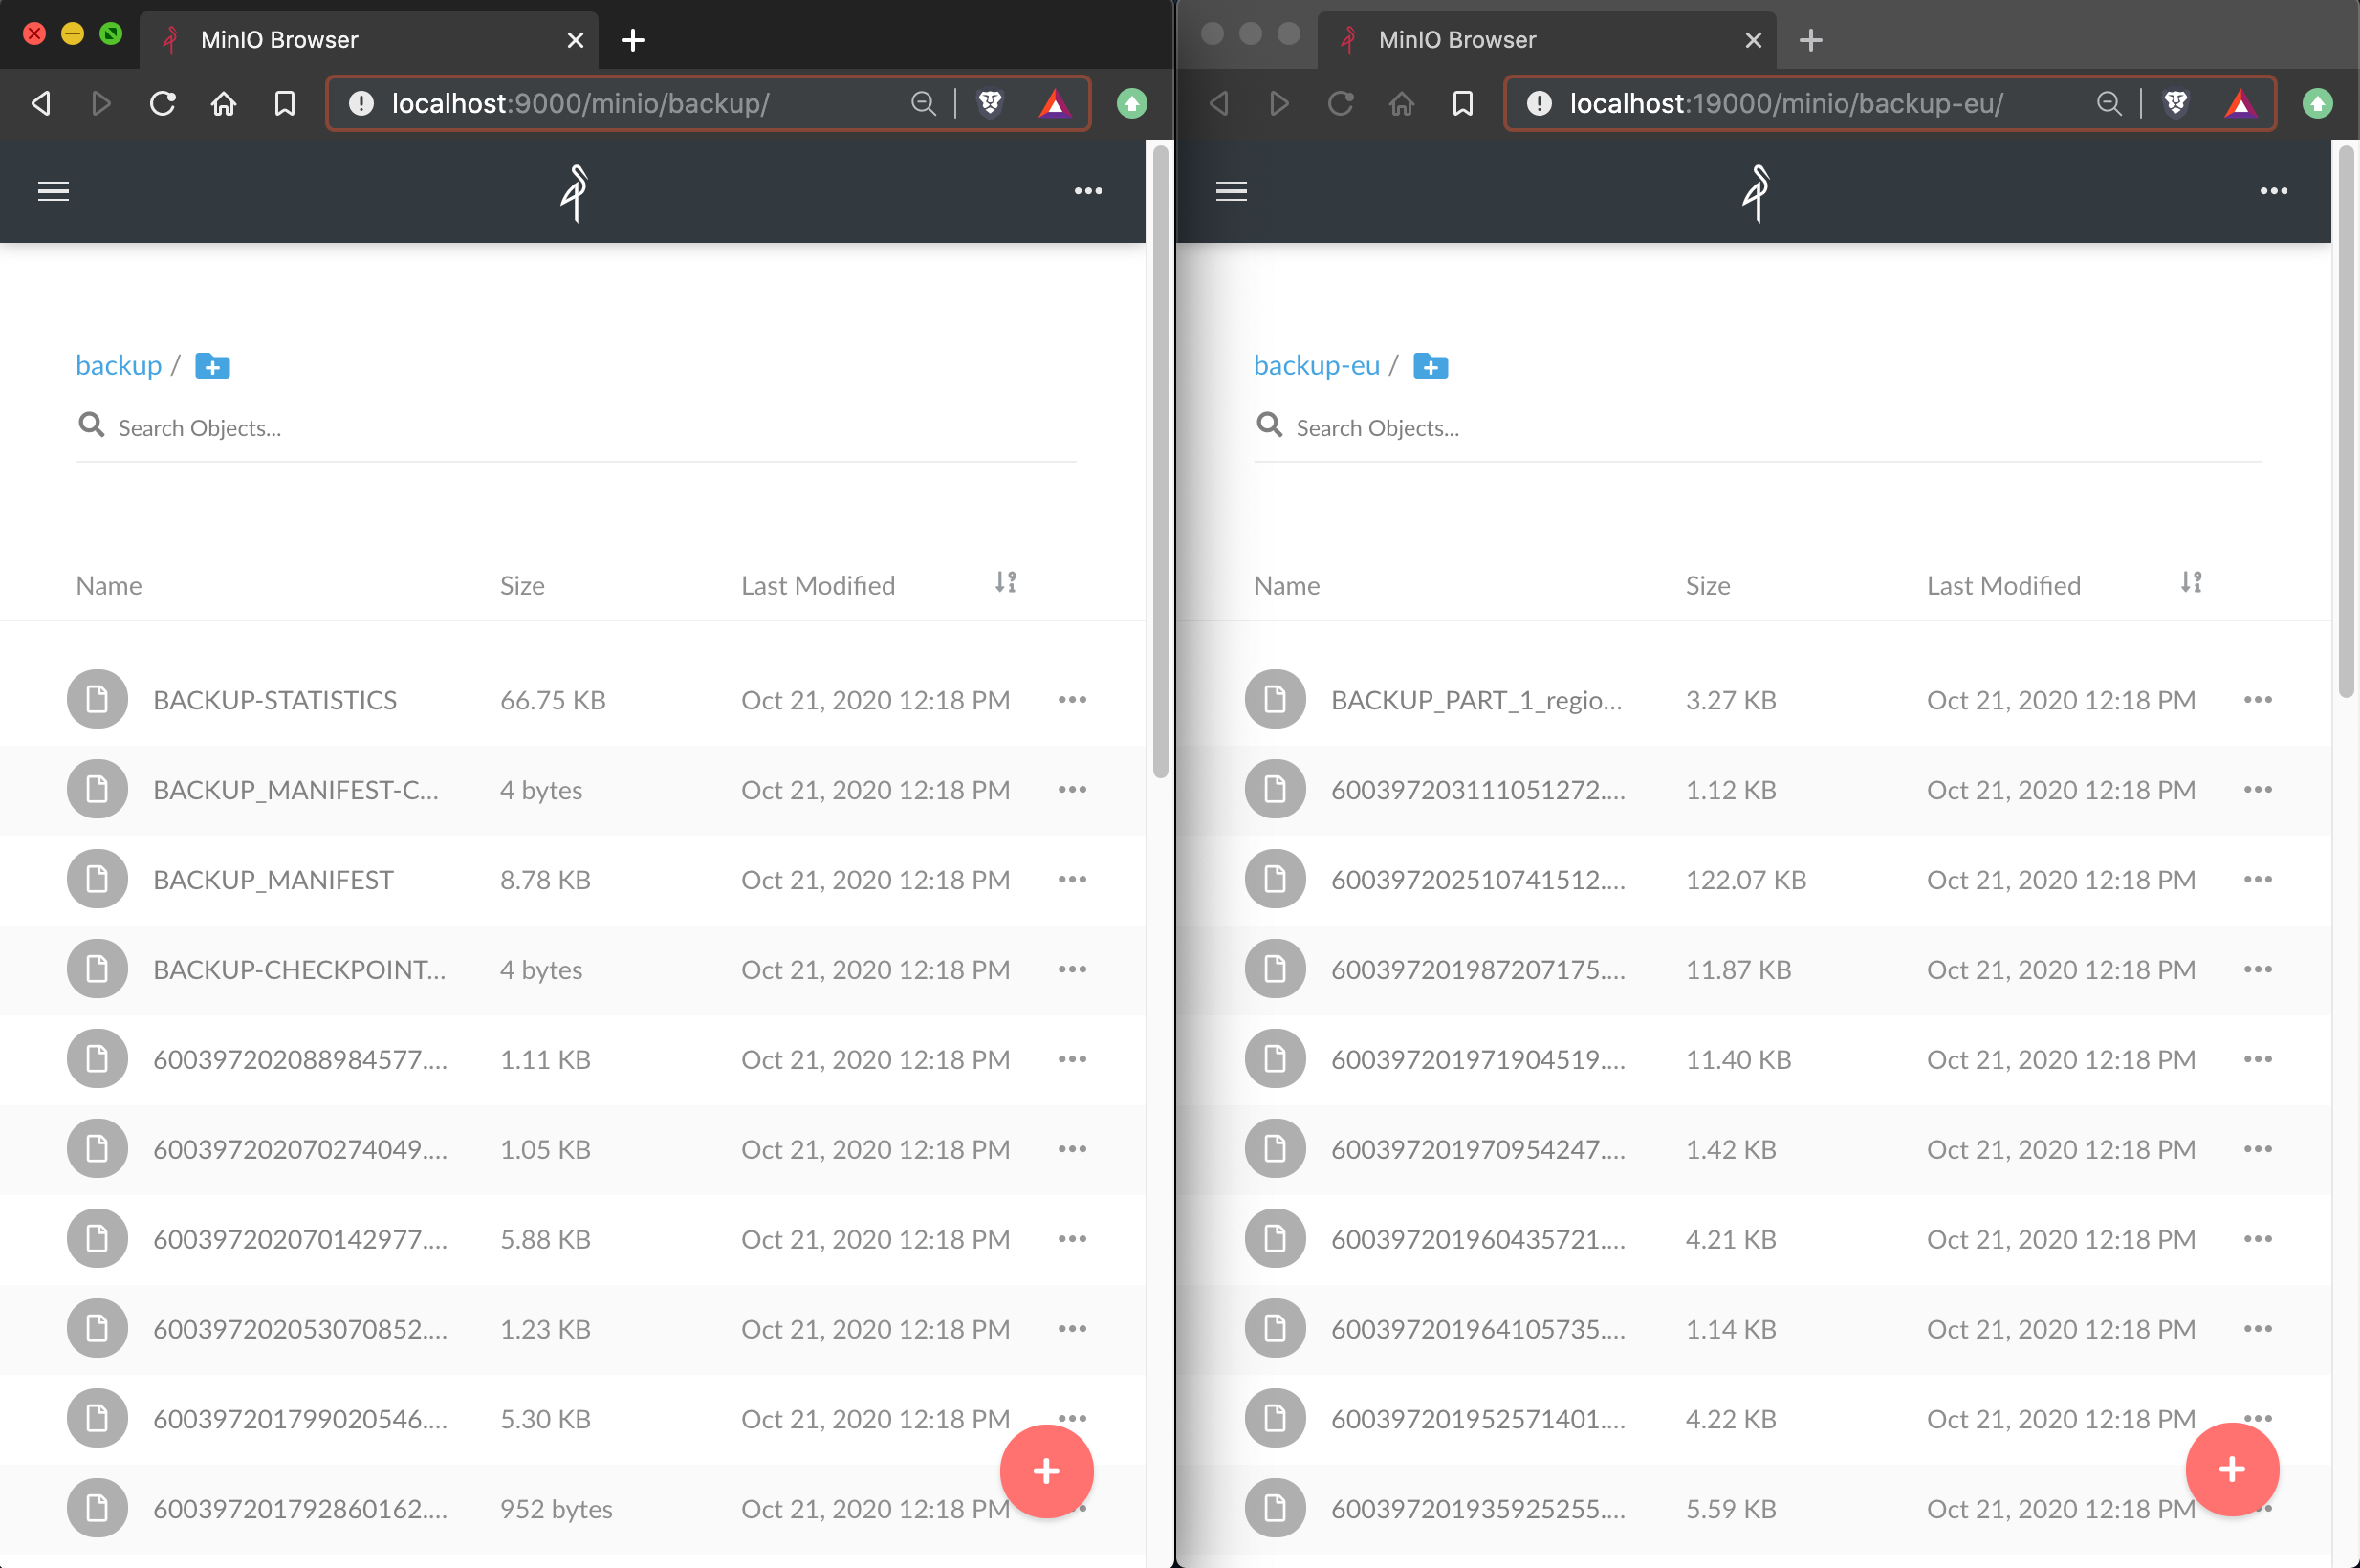 MinIO Browser
localhost:9000/minio/backup/
backup /
Search Objects...
Name Size Last Modified
BACKUP-STATISTICS 66.75 KB Oct 21, 2020 12:18 PM
BACKUP_MANIFEST-C... 4 bytes Oct 21, 2020 12:18 PM
BACKUP_MANIFEST 8.78 KB Oct 21, 2020 12:18 PM
BACKUP-CHECKPOINT... 4 bytes Oct 21, 2020 12:18 PM
600397202088984577.... 1.11 KB Oct 21, 2020 12:18 PM
600397202070274049.... 1.05 KB Oct 21, 2020 12:18 PM
600397202070142977.... 5.88 KB Oct 21, 2020 12:18 PM
600397202053070852.... 1.23 KB Oct 21, 2020 12:18 PM
600397201799020546.... 5.30 KB Oct 21, 2020 12:18 PM
600397201792860162.... 952 bytes Oct 21, 2020 12:18 PM
MinIO Browser
localhost:19000/minio/backup-eu/
backup-eu /
Search Objects...
Name Size Last Modified
BACKUP_PART_1_regio... 3.27 KB Oct 21, 2020 12:18 PM
600397203111051272.... 1.12 KB Oct 21, 2020 12:18 PM
600397202510741512.... 122.07 KB Oct 21, 2020 12:18 PM
600397201987207175.... 11.87 KB Oct 21, 2020 12:18 PM
600397201971904519.... 11.40 KB Oct 21, 2020 12:18 PM
600397201970954247.... 1.42 KB Oct 21, 2020 12:18 PM
600397201960435721.... 4.21 KB Oct 21, 2020 12:18 PM
600397201964105735.... 1.14 KB Oct 21, 2020 12:18 PM
600397201952571401.... 4.22 KB Oct 21, 2020 12:18 PM
600397201935925255.... 5.59 KB Oct 21, 2020 12:18 PM